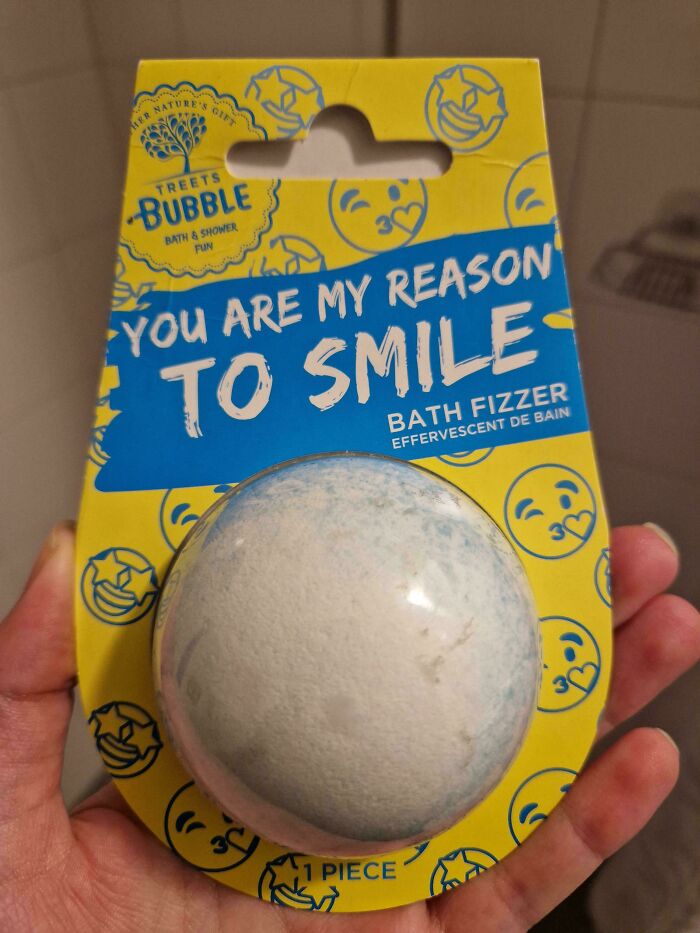 HER NATURE'S GIFT
TREETS
BUBBLE
BATH & SHOWER
FUN
YOU ARE MY REASON
TO SMILE
BATH FIZZER
EFFERVESCENT DE BAIN
1 PIECE